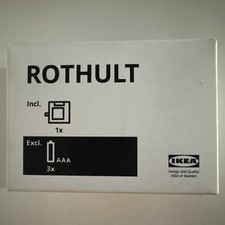 ROTHULT
Incl.
1x
Excl.
AAA
3x
IKEA
Design and Quality
IKEA of Sweden